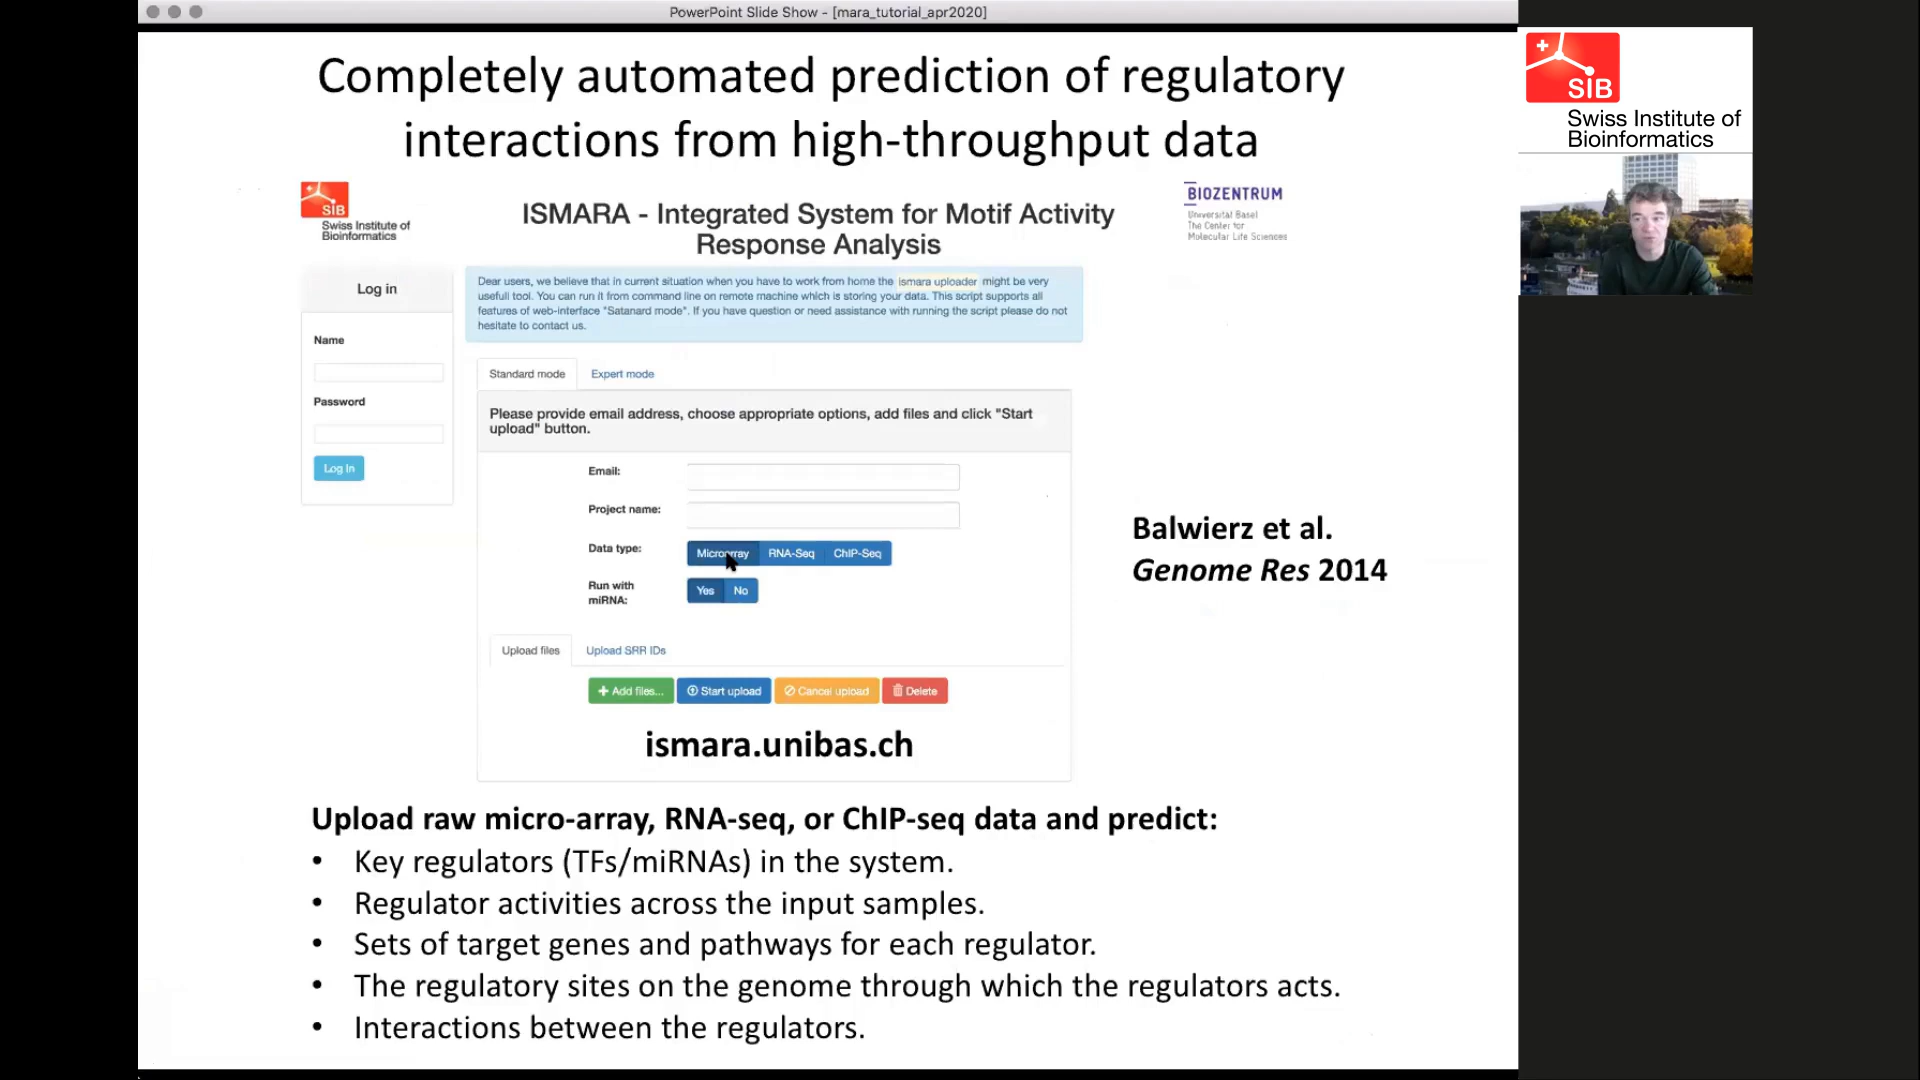 PowerPoint Slide Show - [mara_tutorial_apr2020]
Completely automated prediction of regulatory
interactions from high-throughput data
SIB
Swiss Institute of
Bioinformatics
ISMARA - Integrated System for Motif Activity
Response Analysis
BIOZENTRUM
Universität Basel
The Center for
Molecular Life Sciences
Log in
Name
Password
Log In
Dear users, we believe that in current situation when you have to work from home the ismara uploader might be very
usefull tool. You can run it from command line on remote machine which is storing your data. This script supports all
features of web-interface "Satanard mode". If you have question or need assistance with running the script please do not
hesitate to contact us.
Standard mode
Expert mode
Please provide email address, choose appropriate options, add files and click "Start
upload" button.
Email:
Project name:
Data type:
Microarray RNA-Seq ChIP-Seq
Run with
miRNA:
Yes No
Upload files
Upload SRR IDs
Add files...
Start upload
Cancel upload
Delete
ismara.unibas.ch
Balwierz et al.
Genome Res 2014
Upload raw micro-array, RNA-seq, or ChIP-seq data and predict:
• Key regulators (TFs/miRNAs) in the system.
• Regulator activities across the input samples.
• Sets of target genes and pathways for each regulator.
• The regulatory sites on the genome through which the regulators acts.
• Interactions between the regulators.
SIB
Swiss Institute of
Bioinformatics